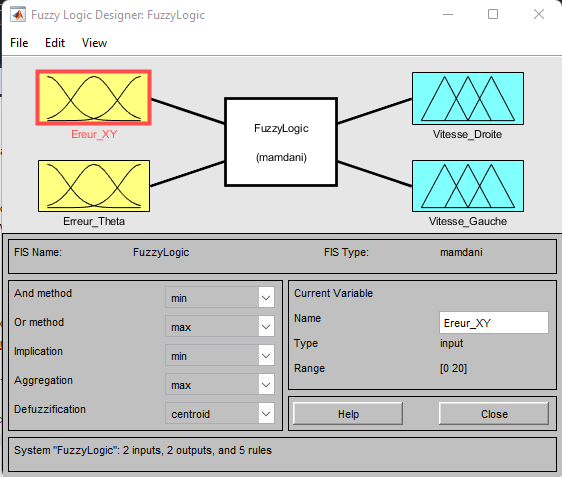 Fuzzy Logic Designer: FuzzyLogic
File Edit View
Ereur_XY
Erreur_Theta
FuzzyLogic
(mamdani)
Vitesse_Droite
Vitesse_Gauche
FIS Name: FuzzyLogic FIS Type: mamdani
And method min
Or method max
Implication min
Aggregation max
Defuzzification centroid
Current Variable
Name Ereur_XY
Type input
Range [0 20]
Help Close
System "FuzzyLogic": 2 inputs, 2 outputs, and 5 rules